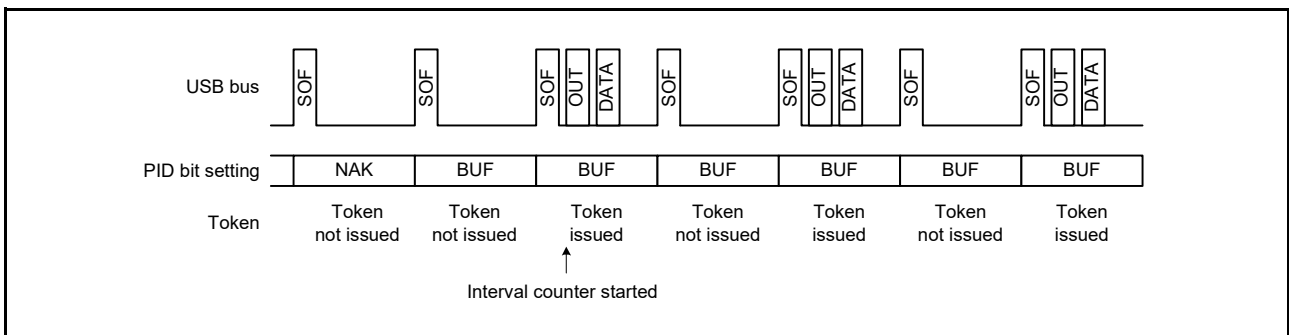 USB bus
SOF SOF SOF OUT DATA SOF SOF OUT DATA SOF SOF OUT DATA
PID bit setting NAK BUF BUF BUF BUF BUF BUF
Token Token Token Token Token Token Token Token
not issued not issued issued not issued issued not issued issued
Interval counter started